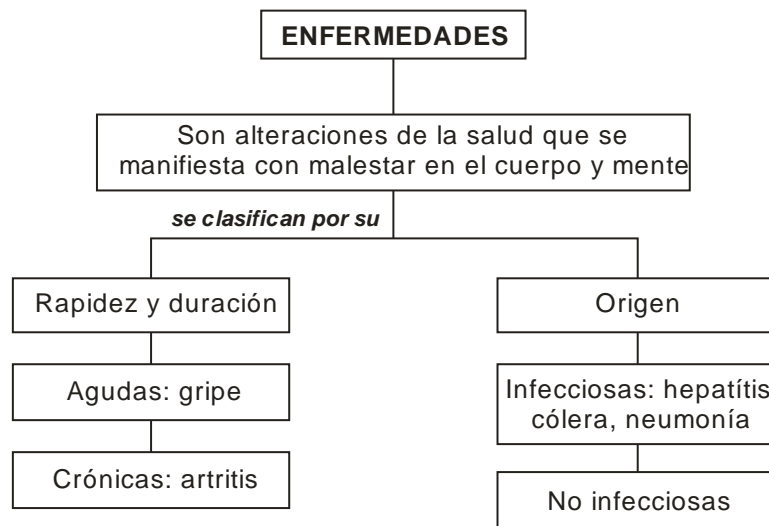 ENFERMEDADES
Son alteraciones de la salud que se
manifiesta con malestar en el cuerpo y mente
se clasifican por su
Rapidez y duración
Origen
Agudas: gripe
Infecciosas: hepatítis
cólera, neumonía
Crónicas: artritis
No infecciosas